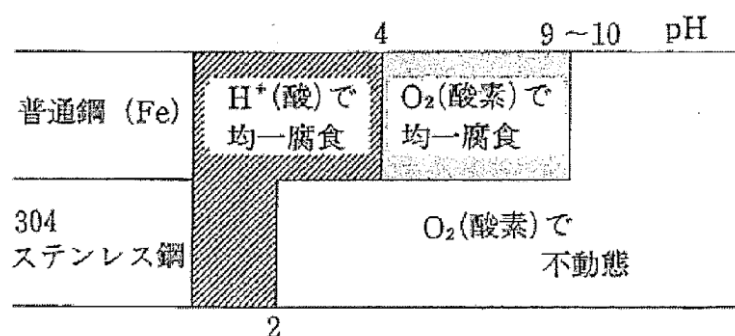 4 9～10 pH
普通鋼 (Fe)
H⁺(酸)で
均一腐食
O₂(酸素)で
均一腐食
304
ステンレス鋼
O₂(酸素)で
不動態
2